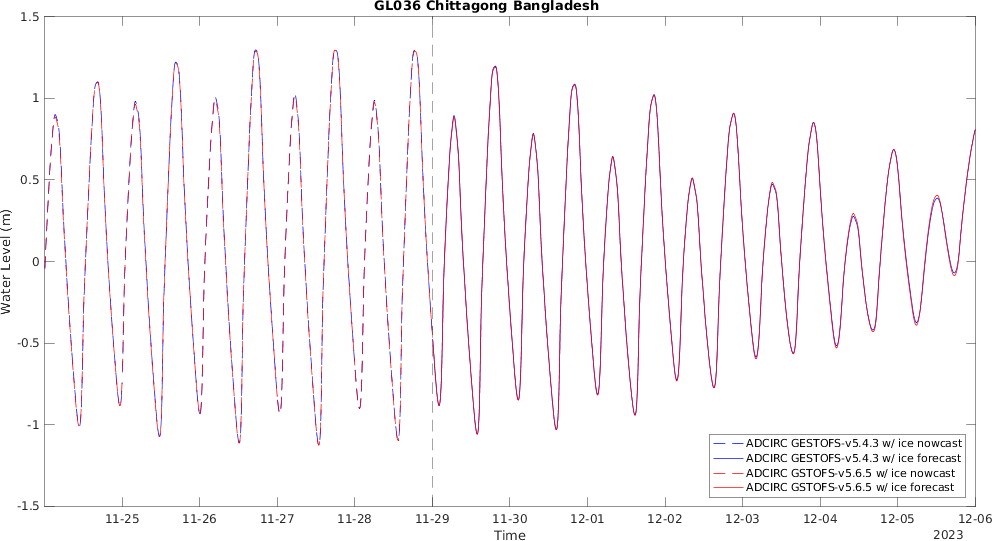 GL036 Chittagong Bangladesh
1.5
1
0.5
0
-0.5
-1
-1.5
Water Level (m)
11-25 11-26 11-27 11-28 11-29 11-30 12-01 12-02 12-03 12-04 12-05 12-06
Time
2023
ADCIRC GESTOFS-v5.4.3 w/ ice nowcast
ADCIRC GESTOFS-v5.4.3 w/ ice forecast
ADCIRC GSTOFS-v5.6.5 w/ ice nowcast
ADCIRC GSTOFS-v5.6.5 w/ ice forecast